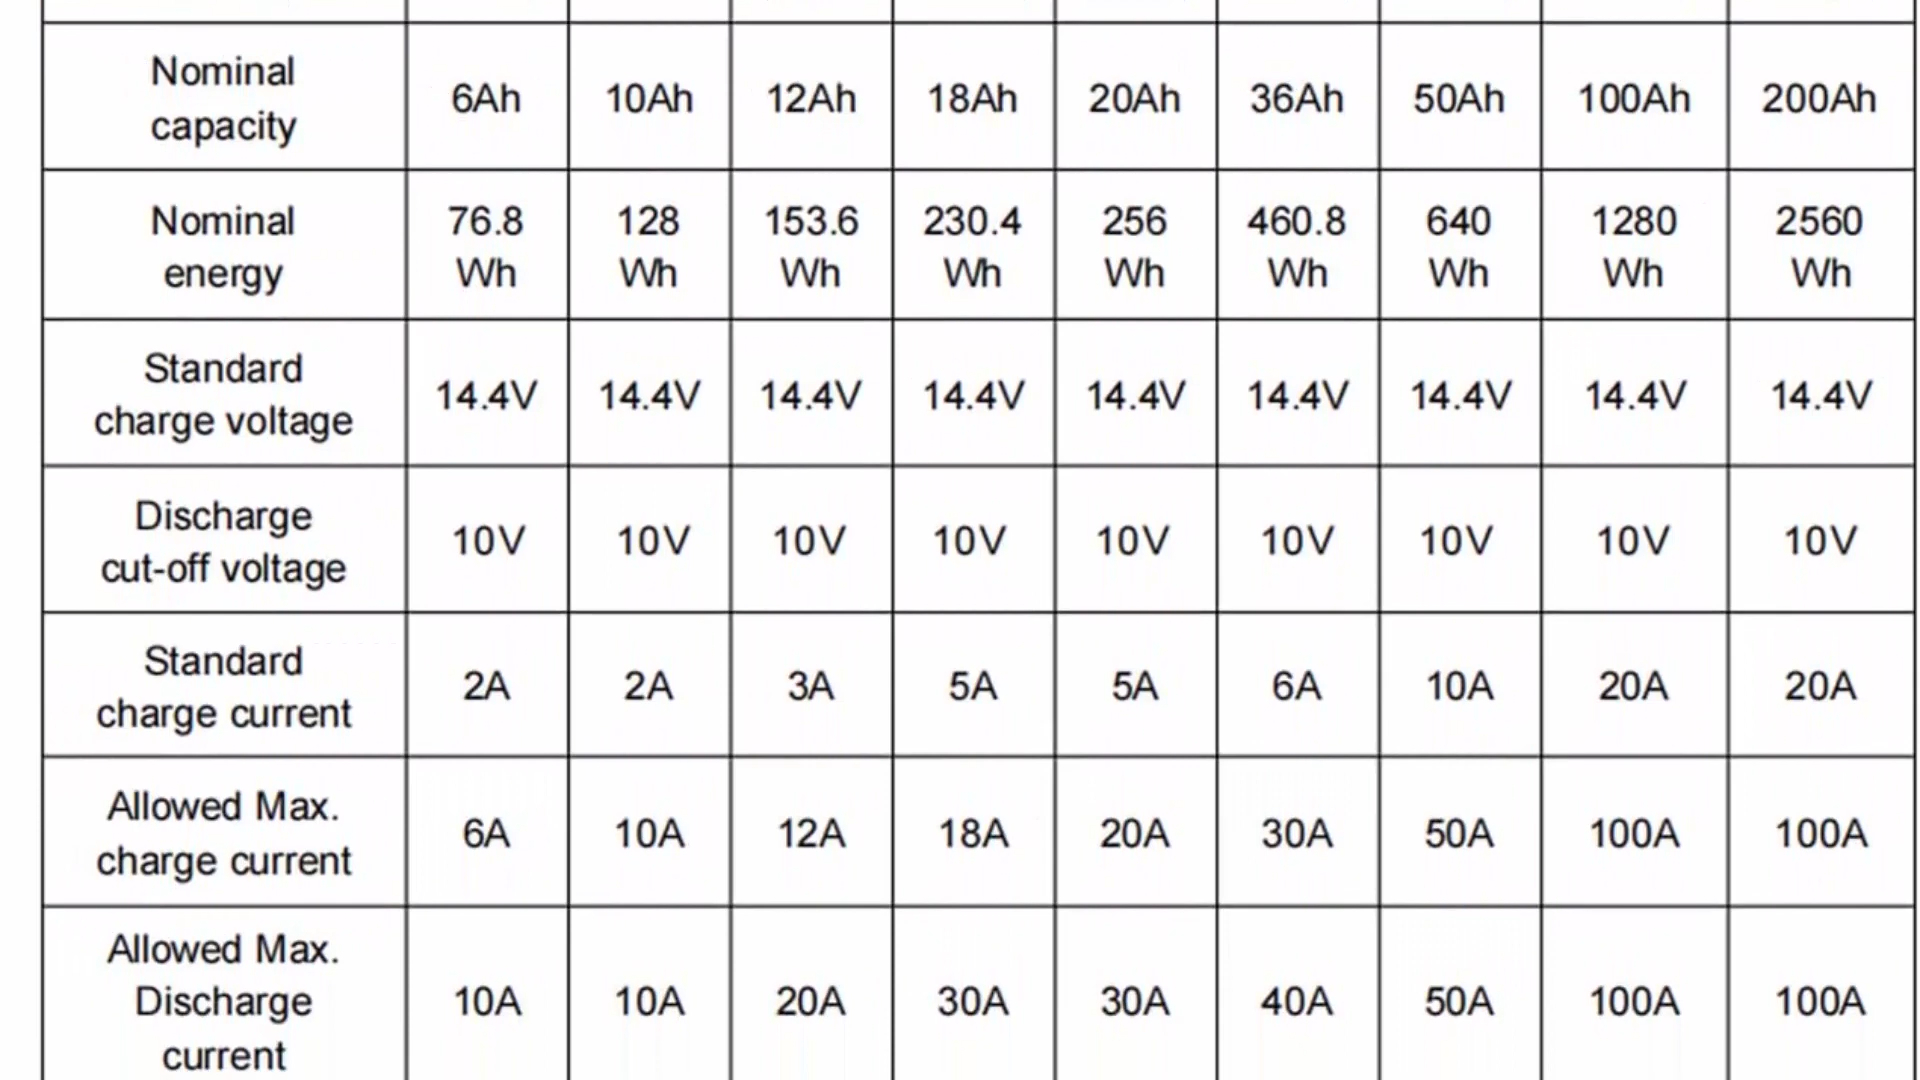 Nominal
capacity
6Ah 10Ah 12Ah 18Ah 20Ah 36Ah 50Ah 100Ah 200Ah
Nominal
energy
76.8 128 153.6 230.4 256 460.8 640 1280 2560
Wh Wh Wh Wh Wh Wh Wh Wh Wh
Standard
charge voltage
14.4V 14.4V 14.4V 14.4V 14.4V 14.4V 14.4V 14.4V 14.4V
Discharge
cut-off voltage
10V 10V 10V 10V 10V 10V 10V 10V 10V
Standard
charge current
2A 2A 3A 5A 5A 6A 10A 20A 20A
Allowed Max.
charge current
6A 10A 12A 18A 20A 30A 50A 100A 100A
Allowed Max.
Discharge
current
10A 10A 20A 30A 30A 40A 50A 100A 100A